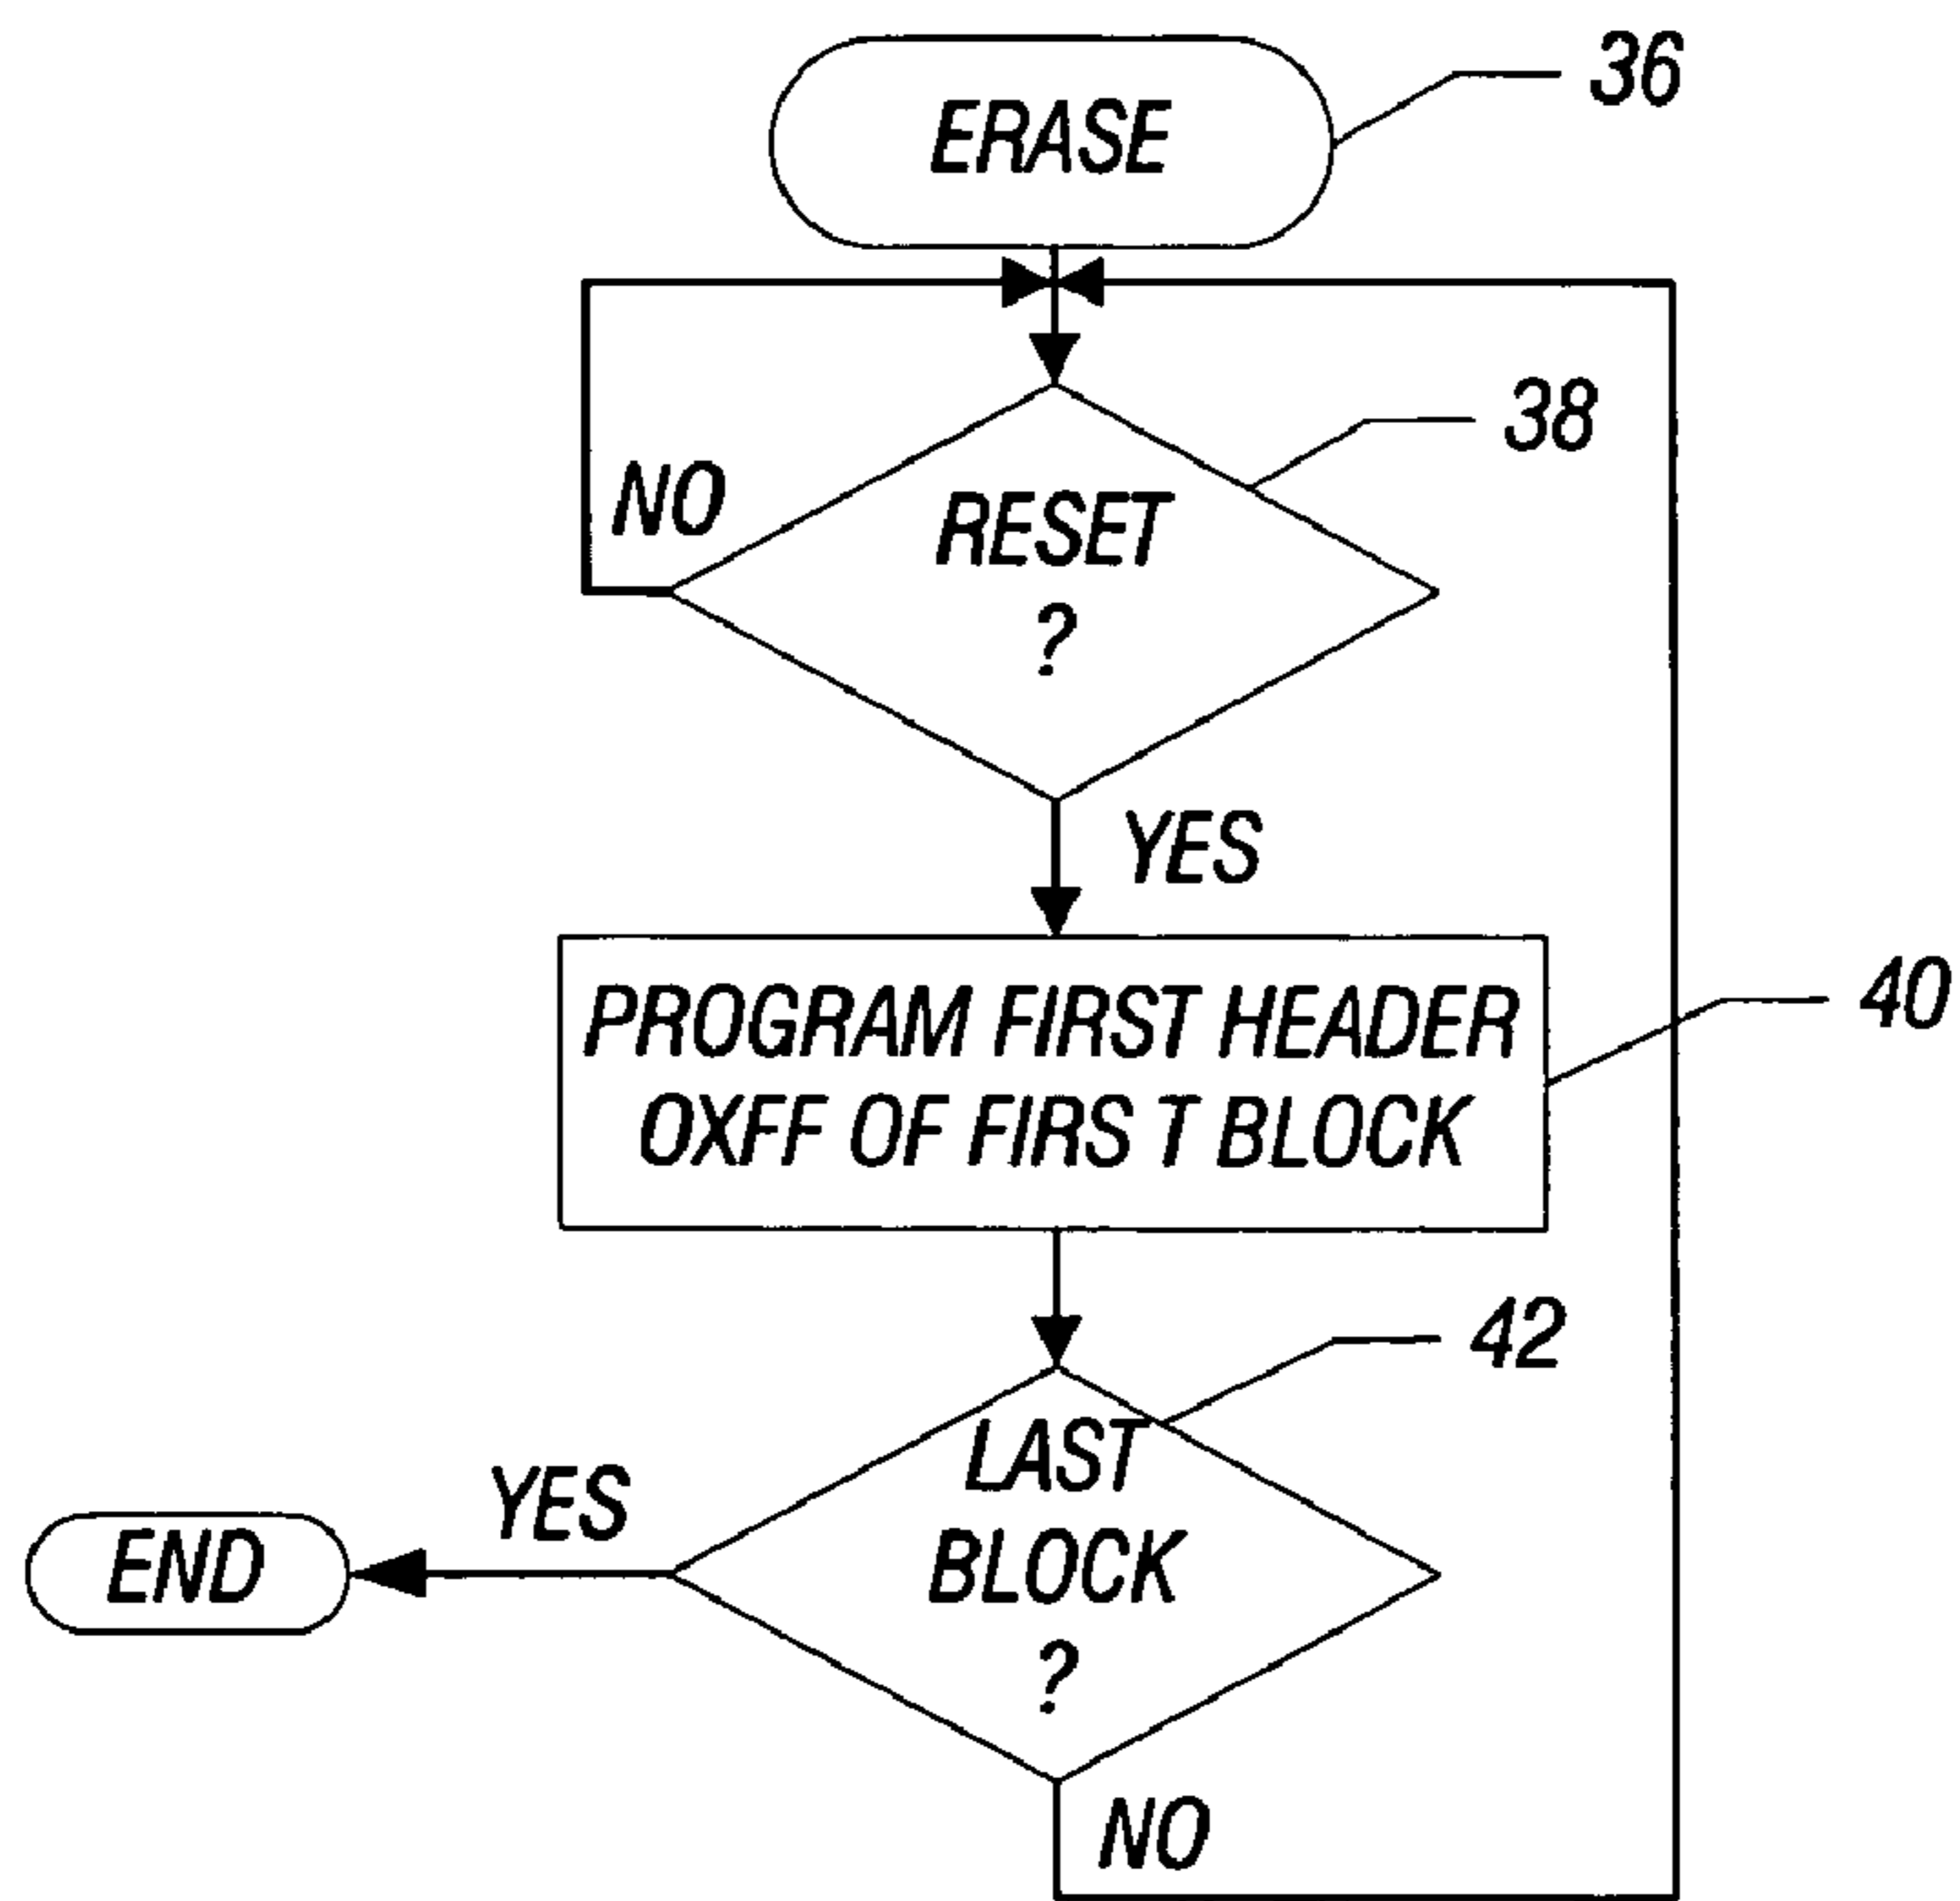 ERASE
36
38
NO
RESET
?
YES
PROGRAM FIRST HEADER
OXFF OF FIRS T BLOCK
40
42
LAST
BLOCK
?
YES
END
NO